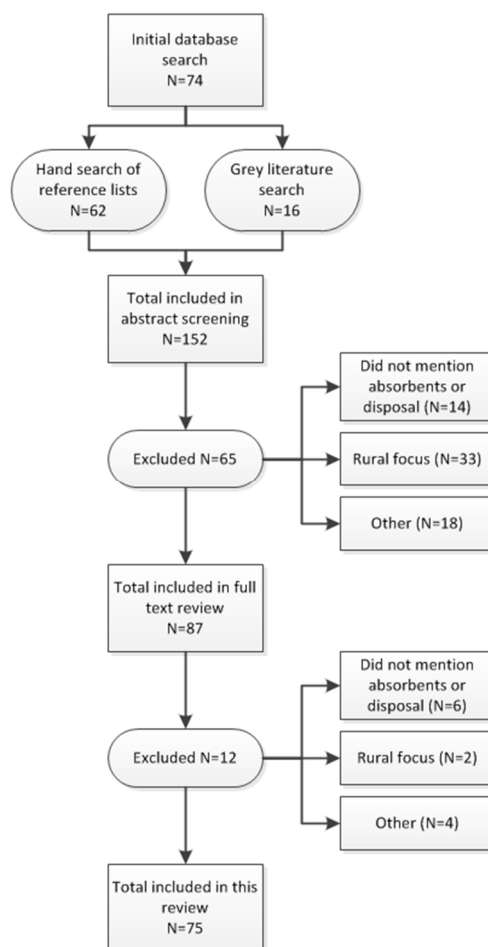 Initial database
search
N=74
Hand search of
reference lists
N=62
Grey literature
search
N=16
Total included in
abstract screening
N=152
Excluded N=65
Did not mention
absorbents or
disposal (N=14)
Rural focus (N=33)
Other (N=18)
Total included in full
text review
N=87
Excluded N=12
Did not mention
absorbents or
disposal (N=6)
Rural focus (N=2)
Other (N=4)
Total included in this
review
N=75